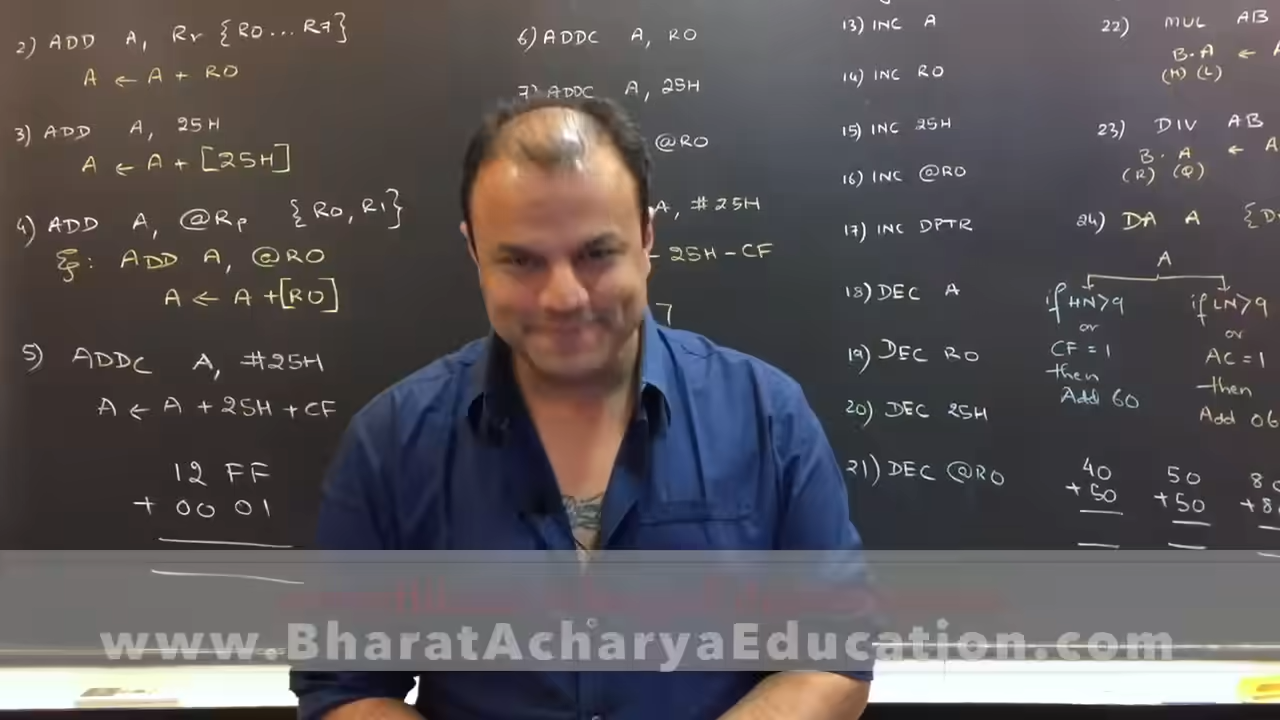 2) ADD A, Rr {R0...R7}
A ← A + R0
3) ADD A, 25H
A ← A + [25H]
4) ADD A, @Rp {R0, R1}
Eg: ADD A, @R0
A ← A + [R0]
5) ADDC A, #25H
A ← A + 25H + CF
12 FF
+ 00 01
6) ADDC A, R0
7) ADDC A, 25H
@R0
A, #25H
- 25H - CF
13) INC A
14) INC R0
15) INC 25H
16) INC @R0
17) INC DPTR
18) DEC A
19) DEC R0
20) DEC 25H
21) DEC @R0
22) MUL AB
B.A ←
(H) (L)
23) DIV AB
B.A ← A
(R) (Q)
24) DA A
A
if HN>9
or
CF = 1
then
Add 60
if LN>9
or
AC = 1
then
Add 06
40
+ 50
50
+ 50
www.BharatAcharyaEducation.com